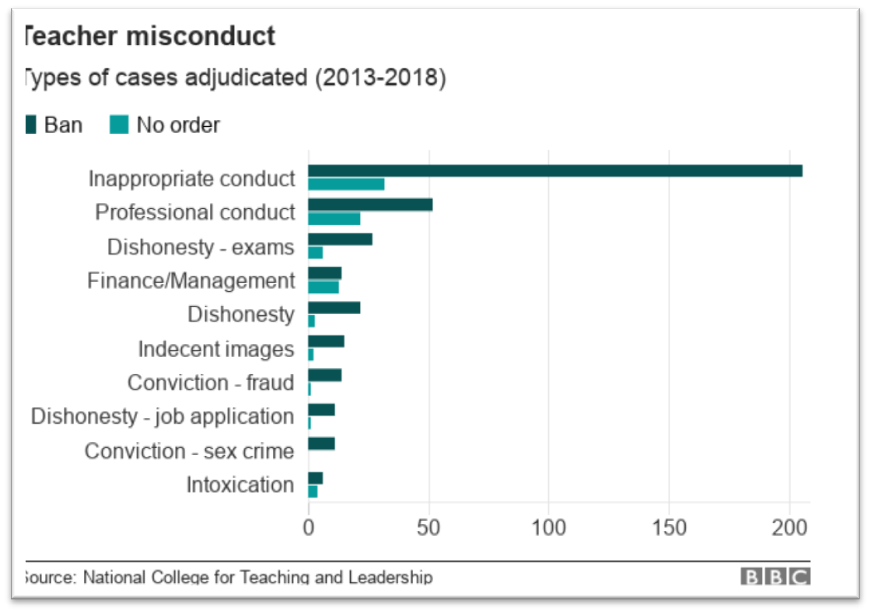 Teacher misconduct
Types of cases adjudicated (2013-2018)
Ban No order
Inappropriate conduct
Professional conduct
Dishonesty - exams
Finance/Management
Dishonesty
Indecent images
Conviction - fraud
Dishonesty - job application
Conviction - sex crime
Intoxication
0 50 100 150 200
Source: National College for Teaching and Leadership BBC